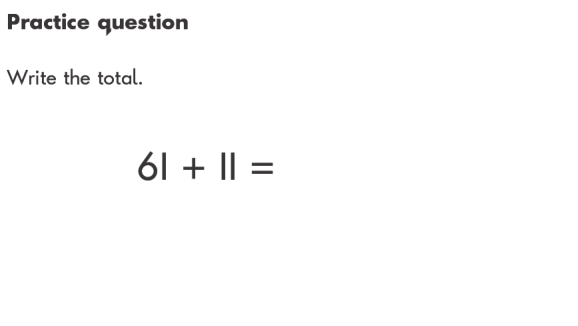 Practice question
Write the total.
61 + 11 =